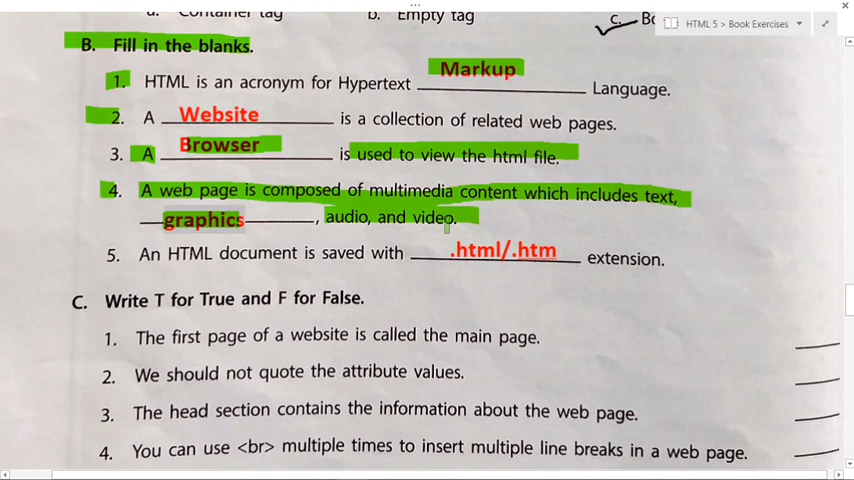 a. Container tag b. Empty tag c. Bo
HTML 5 > Book Exercises
B. Fill in the blanks.
1. HTML is an acronym for Hypertext Markup Language.
2. A Website is a collection of related web pages.
3. A Browser is used to view the html file.
4. A web page is composed of multimedia content which includes text,
graphics, audio, and video.
5. An HTML document is saved with .html/.htm extension.
C. Write T for True and F for False.
1. The first page of a website is called the main page.
2. We should not quote the attribute values.
3. The head section contains the information about the web page.
4. You can use <br> multiple times to insert multiple line breaks in a web page.